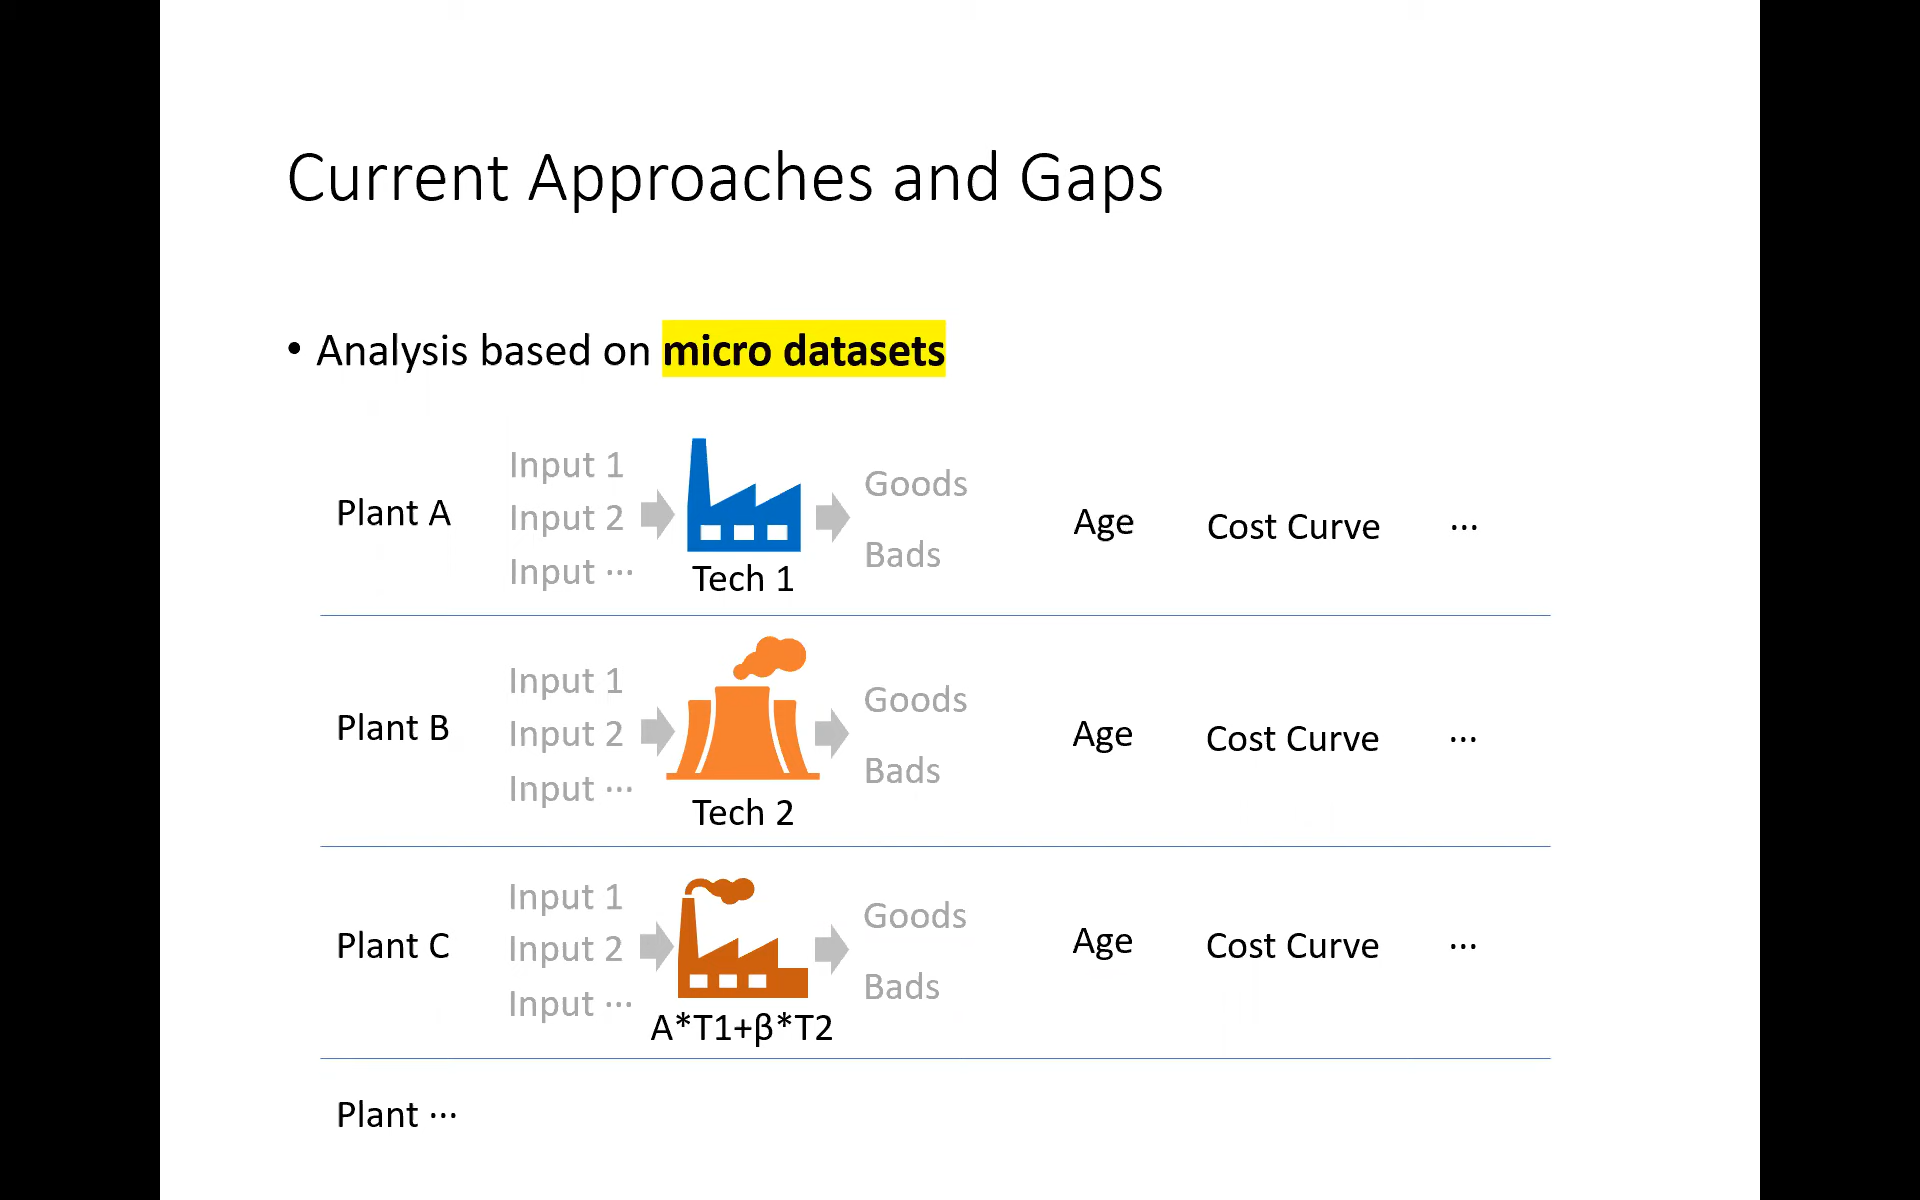 Current Approaches and Gaps
• Analysis based on micro datasets
Plant A
Input 1
Input 2
Input ···
Tech 1
Goods
Bads
Age
Cost Curve
···
Plant B
Input 1
Input 2
Input ···
Tech 2
Goods
Bads
Age
Cost Curve
···
Plant C
Input 1
Input 2
Input ···
A*T1+β*T2
Goods
Bads
Age
Cost Curve
···
Plant ···